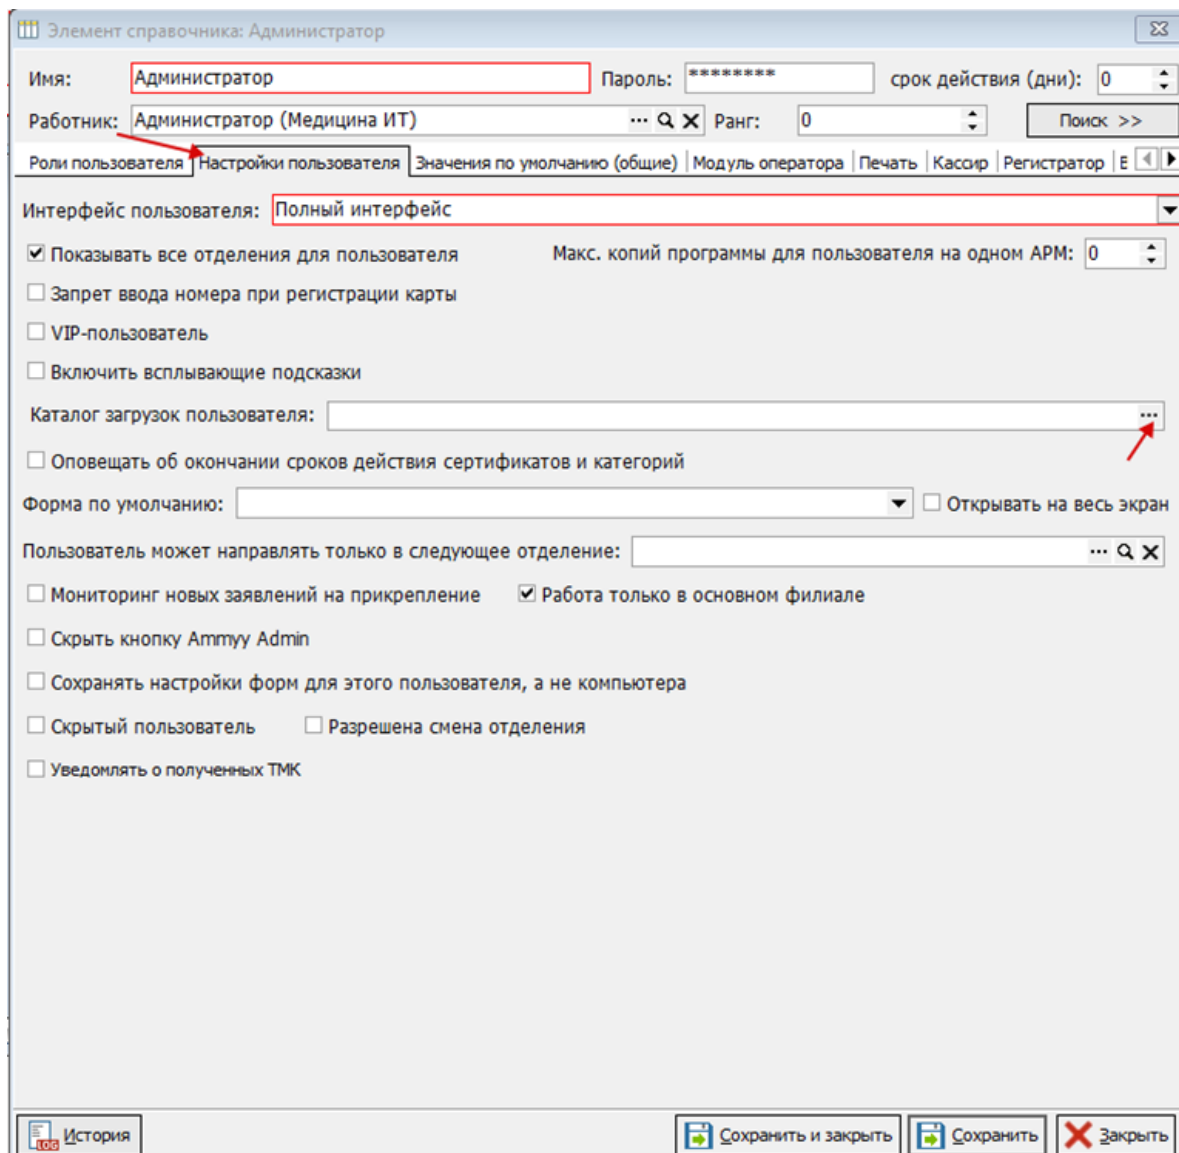 Элемент справочника: Администратор
Имя: Администратор Пароль: ******** срок действия (дни): 0
Работник: Администратор (Медицина ИТ) ... Ранг: 0 Поиск >>
Роли пользователя Настройки пользователя Значения по умолчанию (общие) Модуль оператора Печать Кассир Регистратор
Интерфейс пользователя: Полный интерфейс
Показывать все отделения для пользователя Макс. копий программы для пользователя на одном АРМ: 0
Запрет ввода номера при регистрации карты
VIP-пользователь
Включить всплывающие подсказки
Каталог загрузок пользователя: ...
Оповещать об окончании сроков действия сертификатов и категорий
Форма по умолчанию: Открывать на весь экран
Пользователь может направлять только в следующее отделение: ...
Мониторинг новых заявлений на прикрепление Работа только в основном филиале
Скрыть кнопку Ammyy Admin
Сохранять настройки форм для этого пользователя, а не компьютера
Скрытый пользователь Разрешена смена отделения
Уведомлять о полученных ТМК
LOG История Сохранить и закрыть Сохранить Закрыть